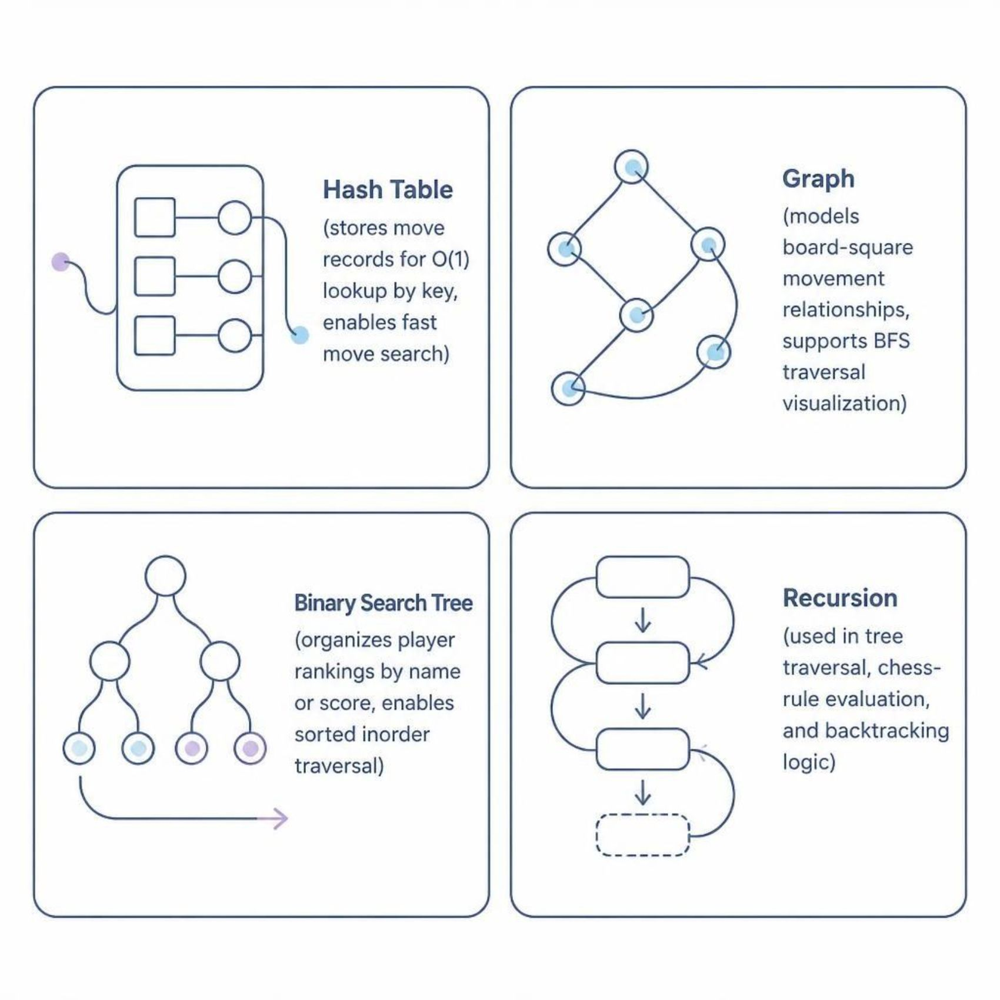 Hash Table
(stores move
records for O(1)
lookup by key,
enables fast
move search)
Graph
(models
board-square
movement
relationships,
supports BFS
traversal
visualization)
Binary Search Tree
(organizes player
rankings by name
or score, enables
sorted inorder
traversal)
Recursion
(used in tree
traversal, chess-
rule evaluation,
and backtracking
logic)